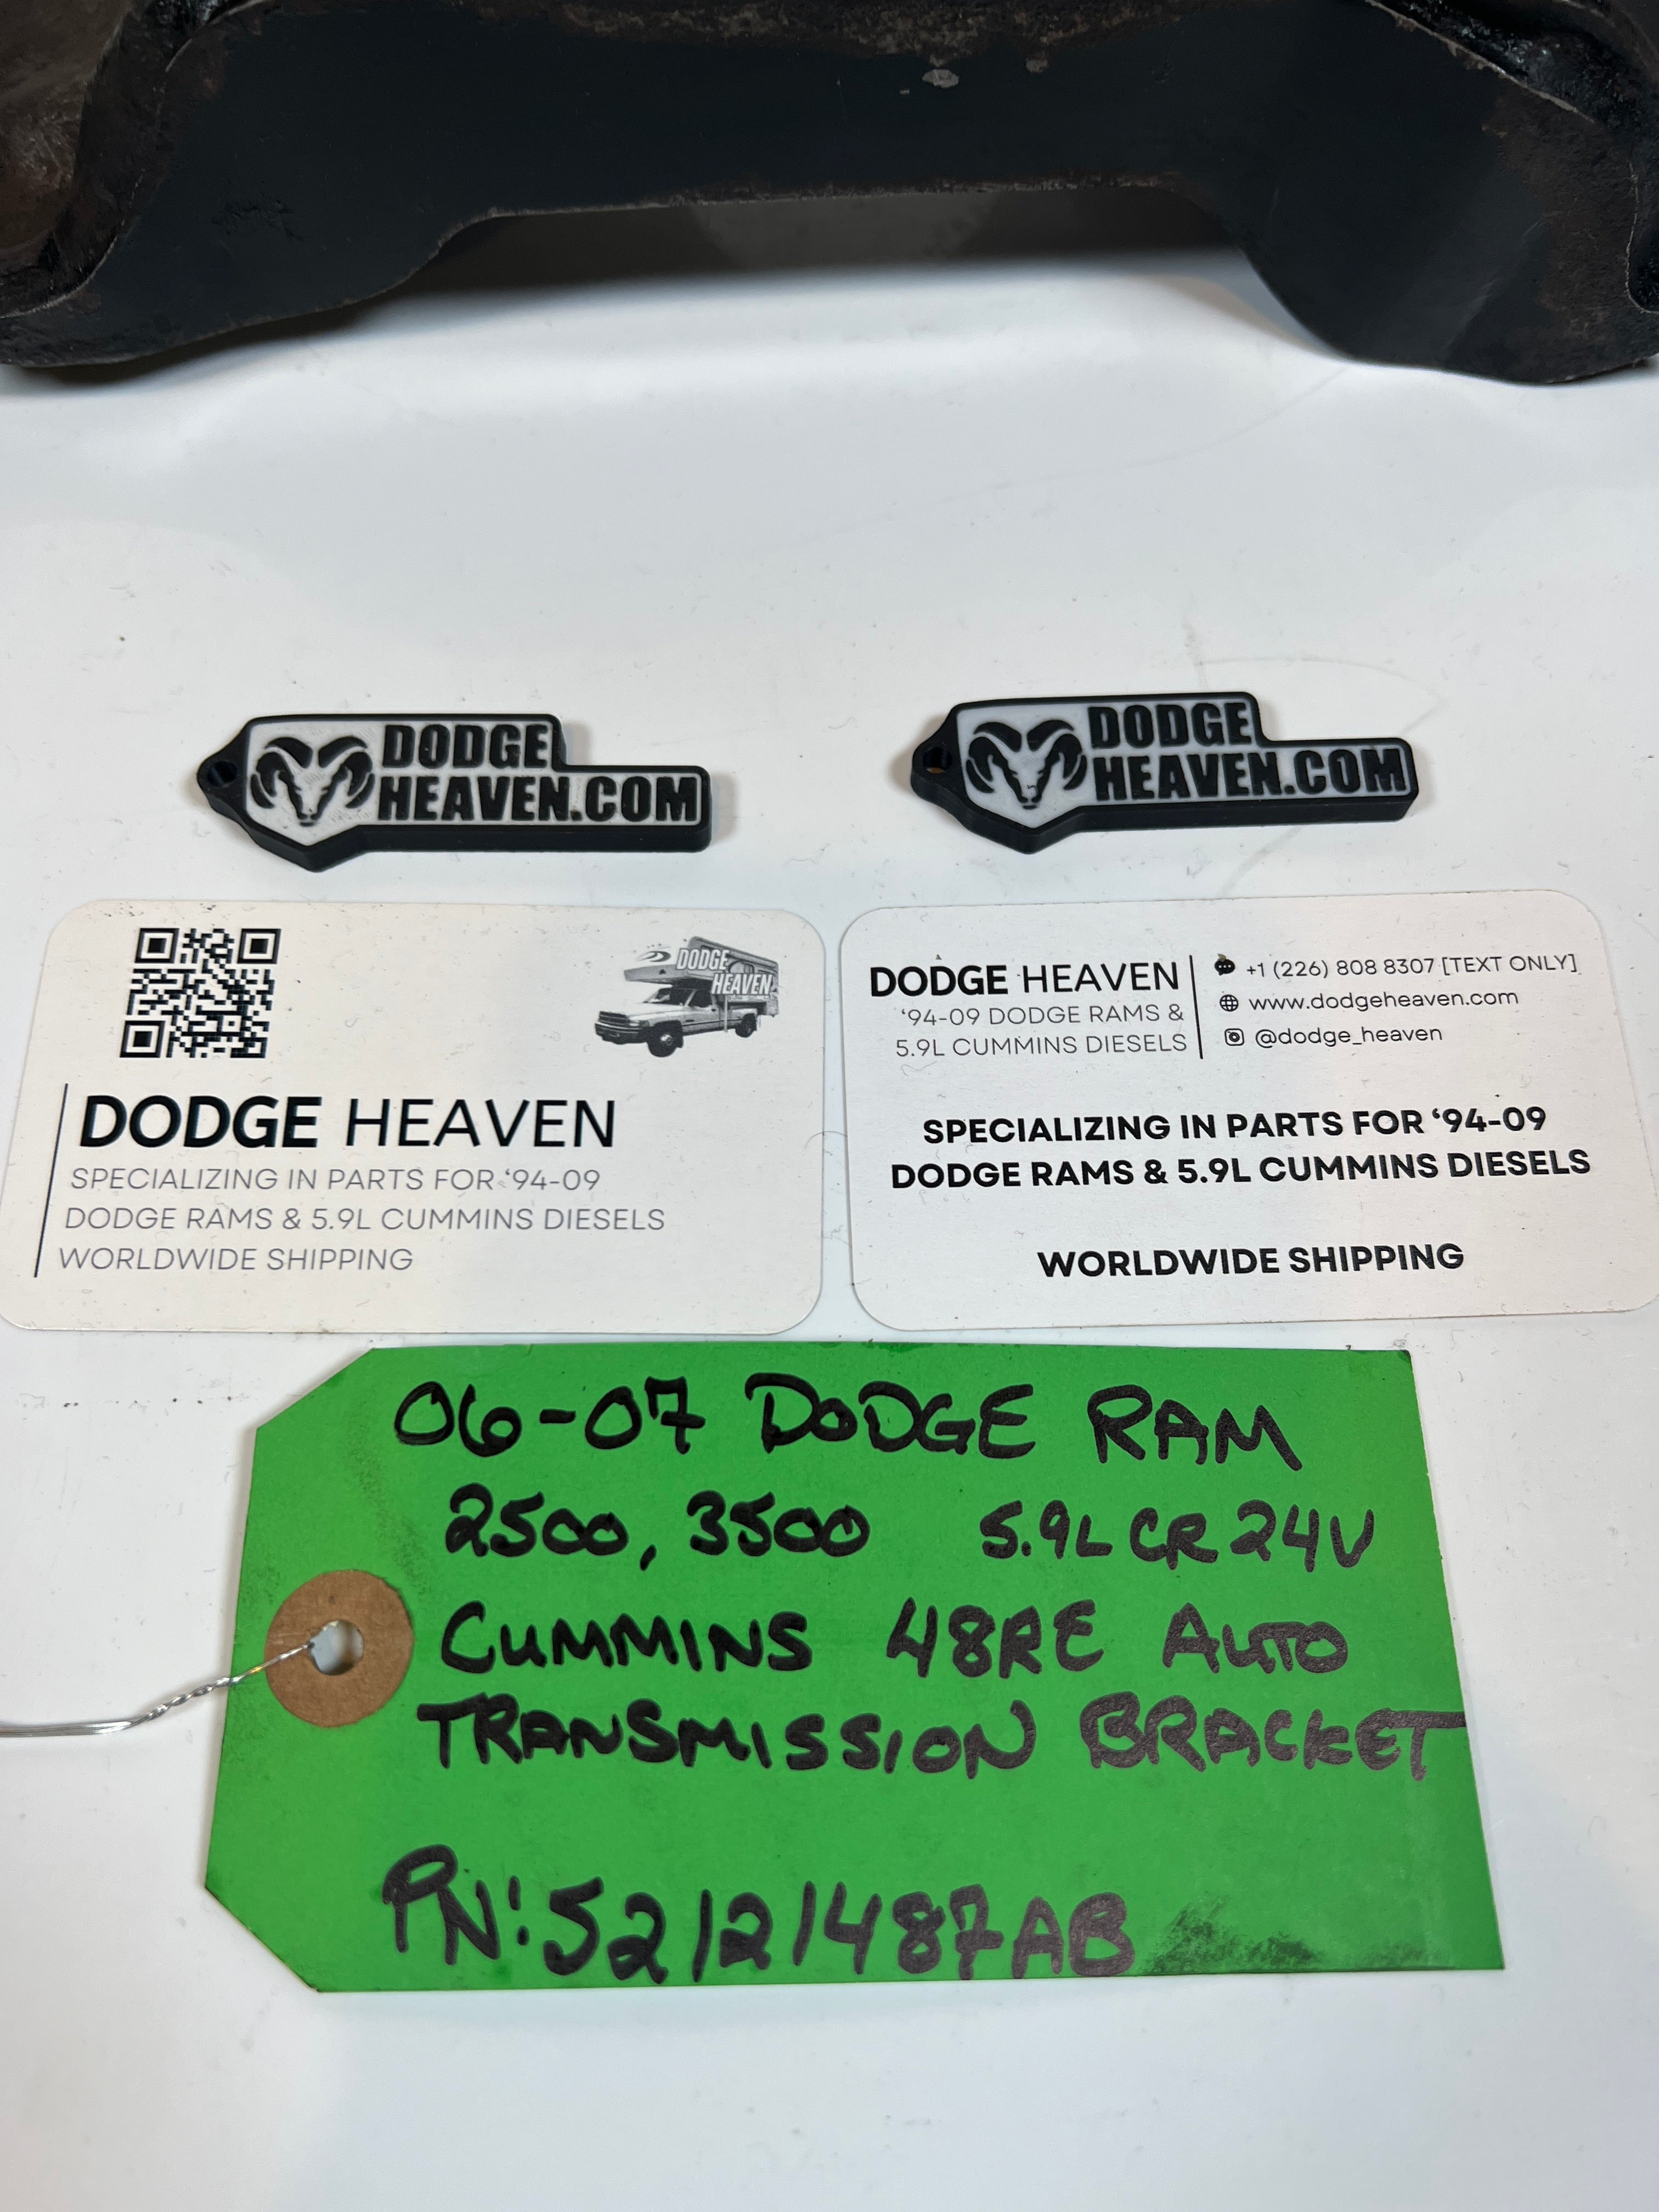 DODGE
HEAVEN.COM
DODGE
HEAVEN.COM
DODGE
HEAVEN
DODGE HEAVEN
SPECIALIZING IN PARTS FOR ‘94-09
DODGE RAMS & 5.9L CUMMINS DIESELS
WORLDWIDE SHIPPING
DODGE HEAVEN
‘94-09 DODGE RAMS &
5.9L CUMMINS DIESELS
+1 (226) 808 8307 [TEXT ONLY]
www.dodgeheaven.com
@dodge_heaven
SPECIALIZING IN PARTS FOR ‘94-09
DODGE RAMS & 5.9L CUMMINS DIESELS
WORLDWIDE SHIPPING
06-07 DODGE RAM
2500, 3500 5.9L CR 24V
CUMMINS 48RE AUTO
TRANSMISSION BRACKET
PN: 52121487AB